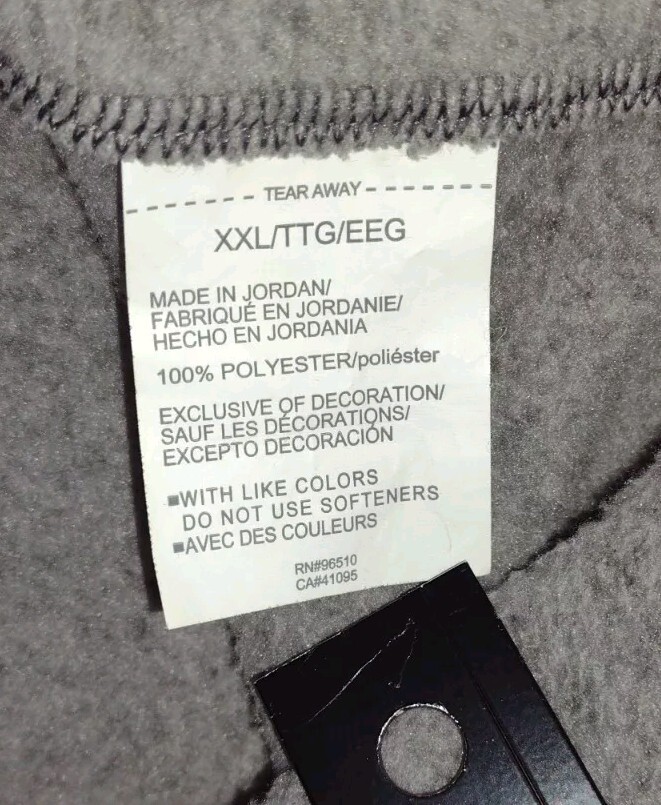 TEAR AWAY
XXL/TTG/EEG
MADE IN JORDAN/
FABRIQUÉ EN JORDANIE/
HECHO EN JORDANIA
100% POLYESTER/poliéster
EXCLUSIVE OF DECORATION/
SAUF LES DÉCORATIONS/
EXCEPTO DECORACIÓN
■WITH LIKE COLORS
DO NOT USE SOFTENERS
■AVEC DES COULEURS
RN#96510
CA#41095